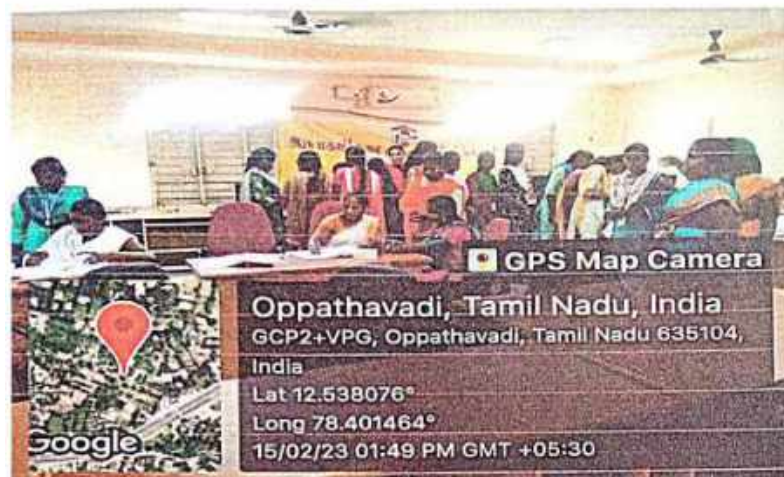 GPS Map Camera
Oppathavadi, Tamil Nadu, India
GCP2+VPG, Oppathavadi, Tamil Nadu 635104,
India
Lat 12.538076°
Long 78.401464°
15/02/23 01:49 PM GMT +05:30
Google